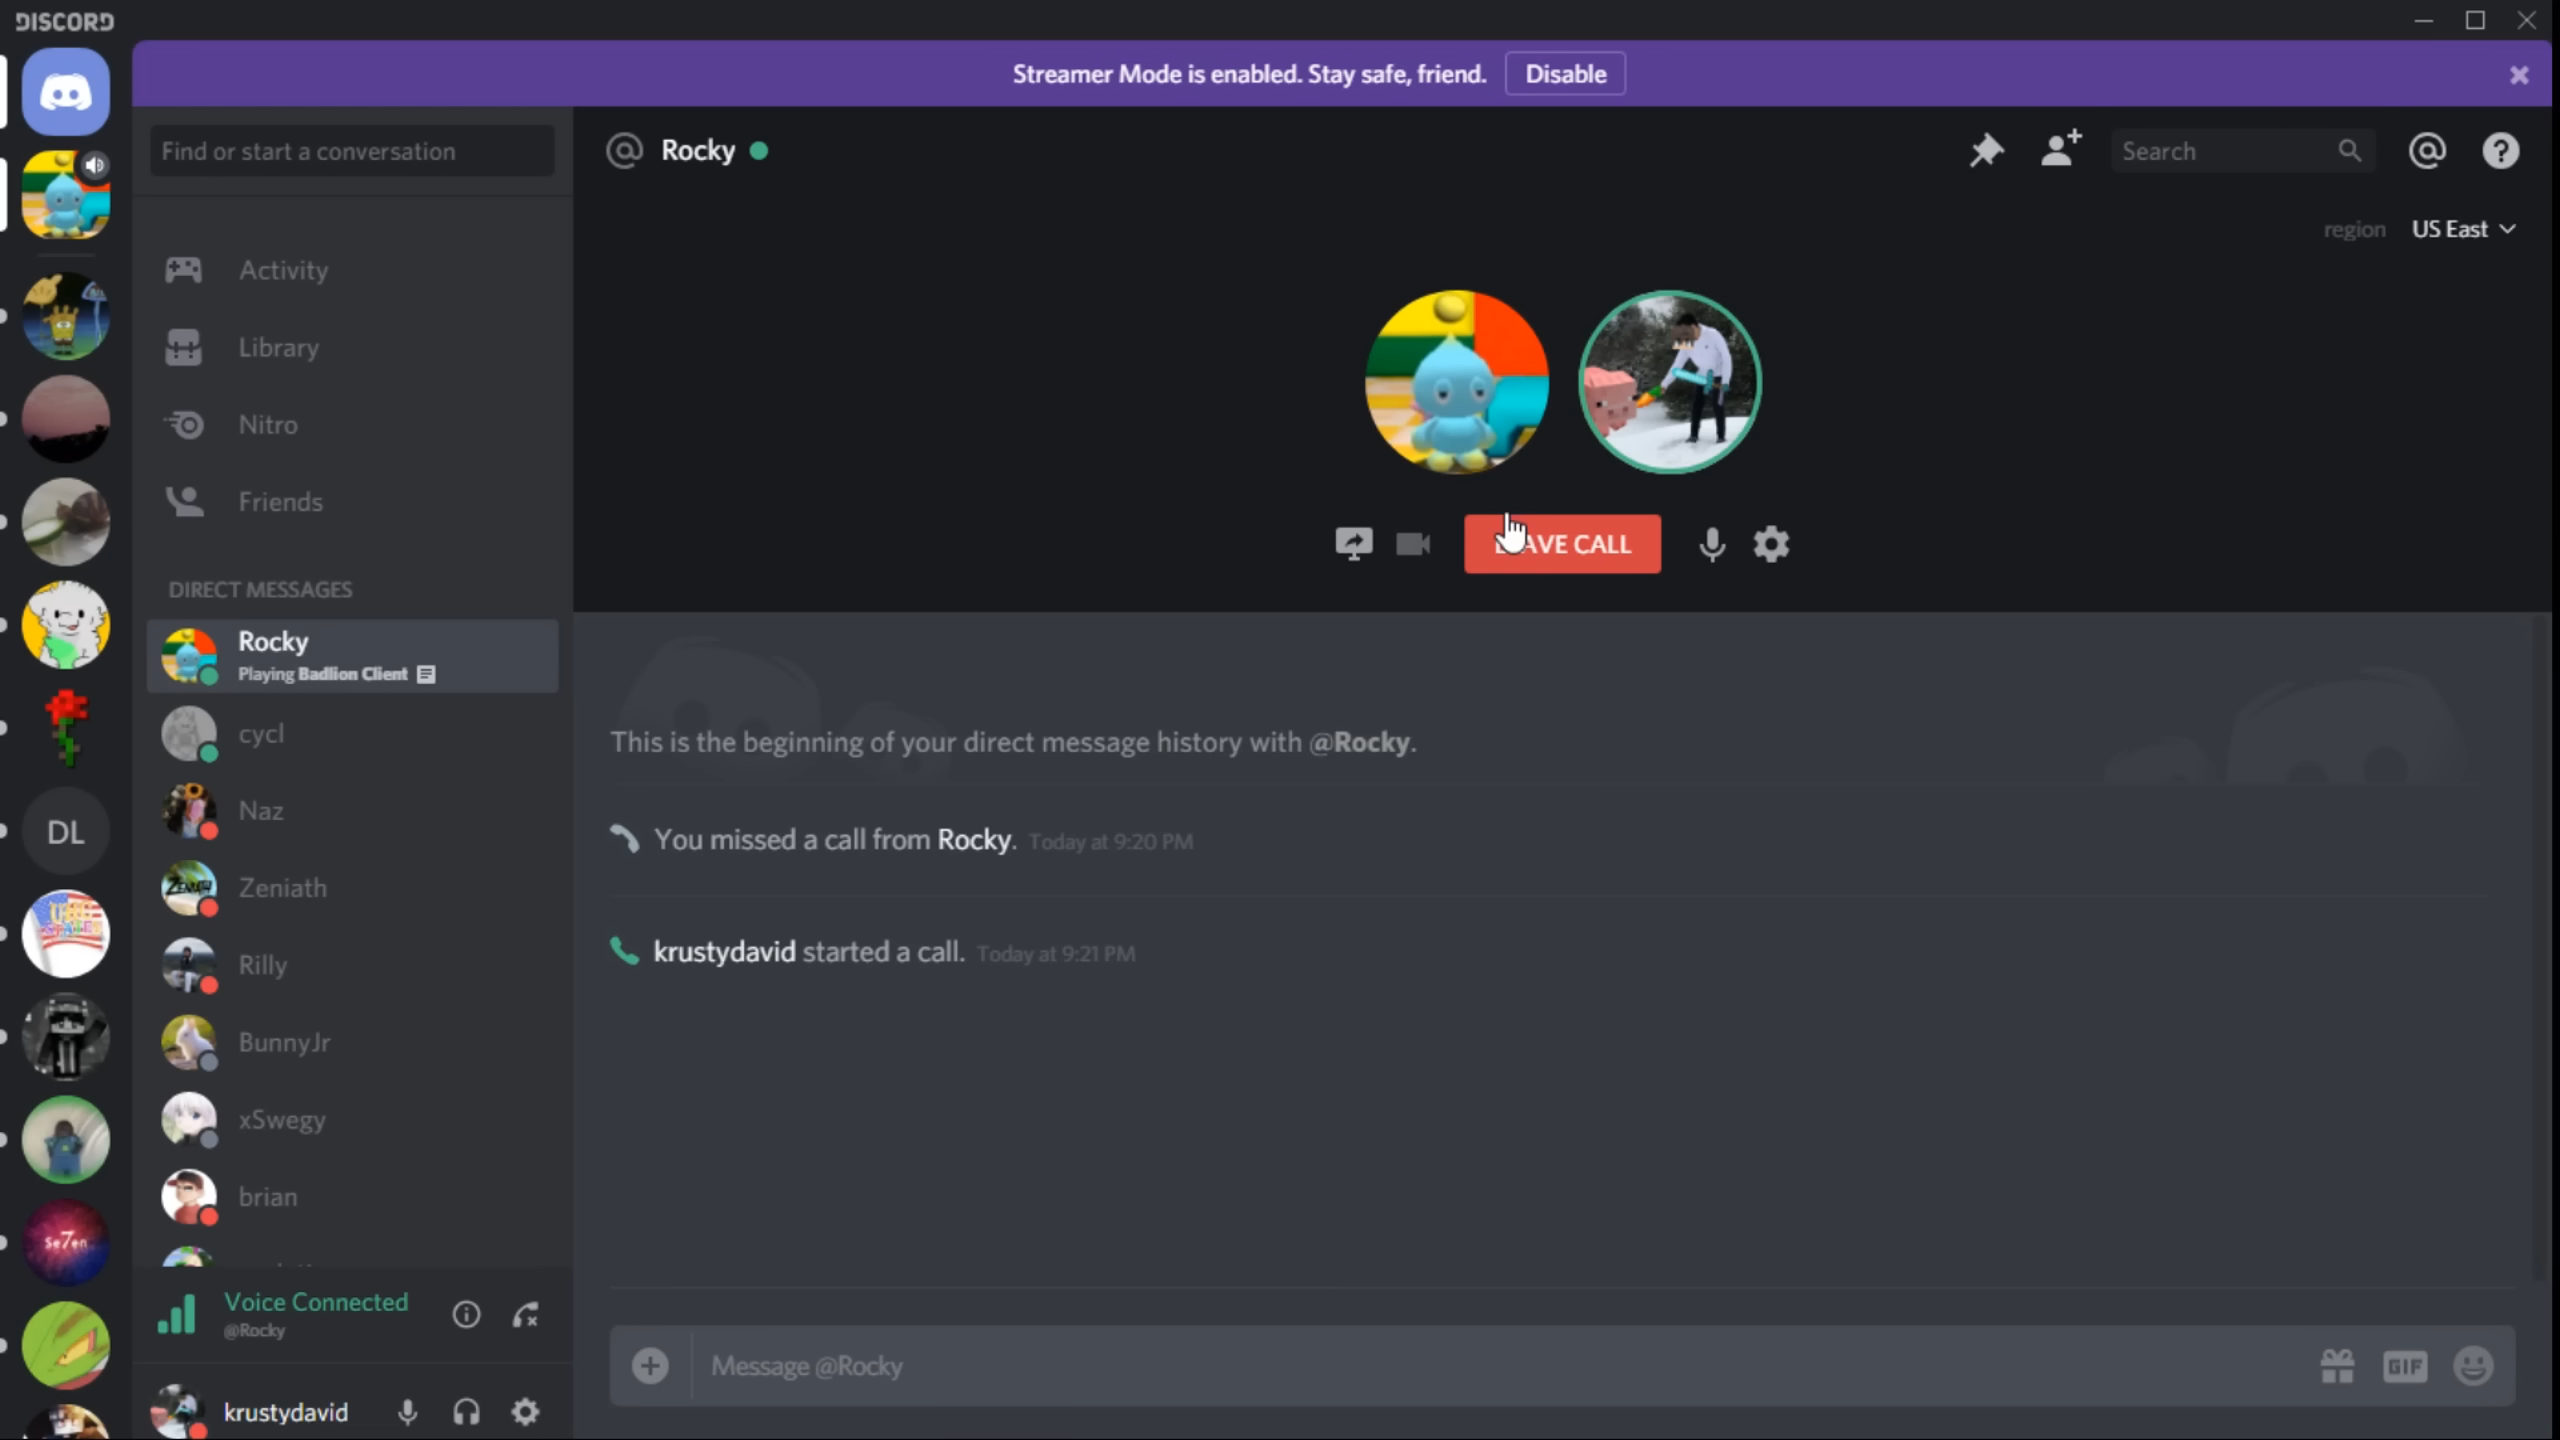 DISCORD
Streamer Mode is enabled. Stay safe, friend.
Disable
Find or start a conversation
Rocky
Search
region
US East
Activity
Library
Nitro
Friends
AVE CALL
DIRECT MESSAGES
Rocky
Playing Badlion Client
cycl
Naz
Zeniath
ZENIATH
Rilly
BunnyJr
xSwegy
brian
DL
Se7en
This is the beginning of your direct message history with @Rocky.
You missed a call from Rocky. Today at 9:20 PM
krustydavid started a call. Today at 9:21 PM
Voice Connected
@Rocky
krustydavid
Message @Rocky
GIF